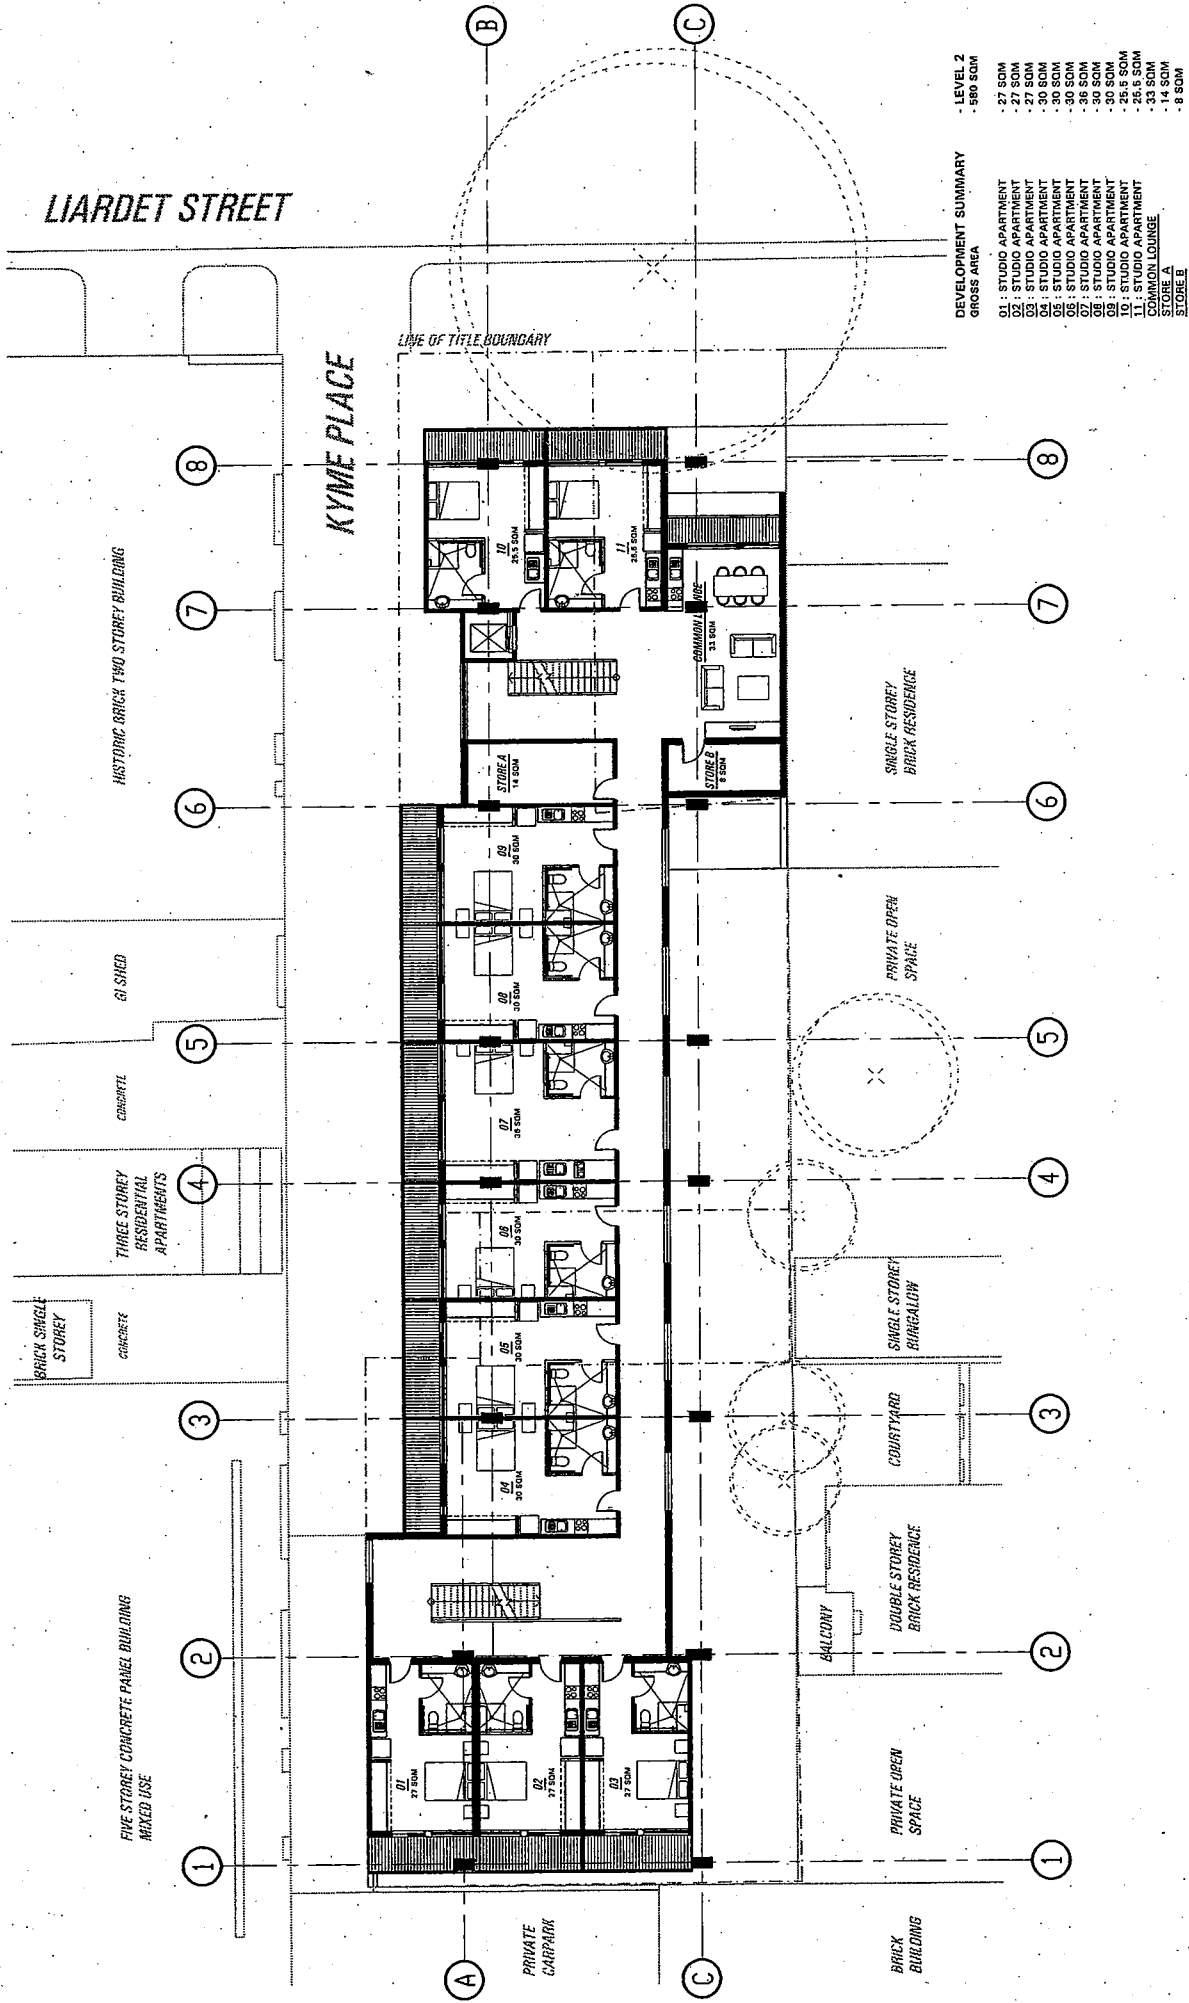 LIARDET STREET
KYME PLACE
LINE OF TITLE BOUNDARY
B
C
8
7
6
5
4
3
2
1
8
7
6
5
4
3
2
1
A
C
HISTORIC BRICK TWO STOREY BUILDING
GI SHED
CONCRETE
THREE STOREY
RESIDENTIAL
APARTMENTS
BRICK SINGLE
STOREY
CONCRETE
FIVE STOREY CONCRETE PANEL BUILDING
MIXED USE
10
25.5 SQM
11
25.5 SQM
COMMON LOUNGE
33 SQM
STORE A
14 SQM
STORE B
8 SQM
09
30 SQM
08
30 SQM
07
36 SQM
06
30 SQM
05
30 SQM
04
30 SQM
01
27 SQM
02
27 SQM
03
27 SQM
SINGLE STOREY
BRICK RESIDENCE
PRIVATE OPEN
SPACE
SINGLE STOREY
BUNGALOW
COURTYARD
DOUBLE STOREY
BRICK RESIDENCE
BALCONY
PRIVATE OPEN
SPACE
BRICK
BUILDING
PRIVATE
CARPARK
DEVELOPMENT SUMMARY - LEVEL 2
GROSS AREA - 580 SQM
01 : STUDIO APARTMENT - 27 SQM
02 : STUDIO APARTMENT - 27 SQM
03 : STUDIO APARTMENT - 27 SQM
04 : STUDIO APARTMENT - 30 SQM
05 : STUDIO APARTMENT - 30 SQM
06 : STUDIO APARTMENT - 30 SQM
07 : STUDIO APARTMENT - 36 SQM
08 : STUDIO APARTMENT - 30 SQM
09 : STUDIO APARTMENT - 30 SQM
10 : STUDIO APARTMENT - 25.5 SQM
11 : STUDIO APARTMENT - 25.5 SQM
COMMON LOUNGE - 33 SQM
STORE A - 14 SQM
STORE B - 8 SQM